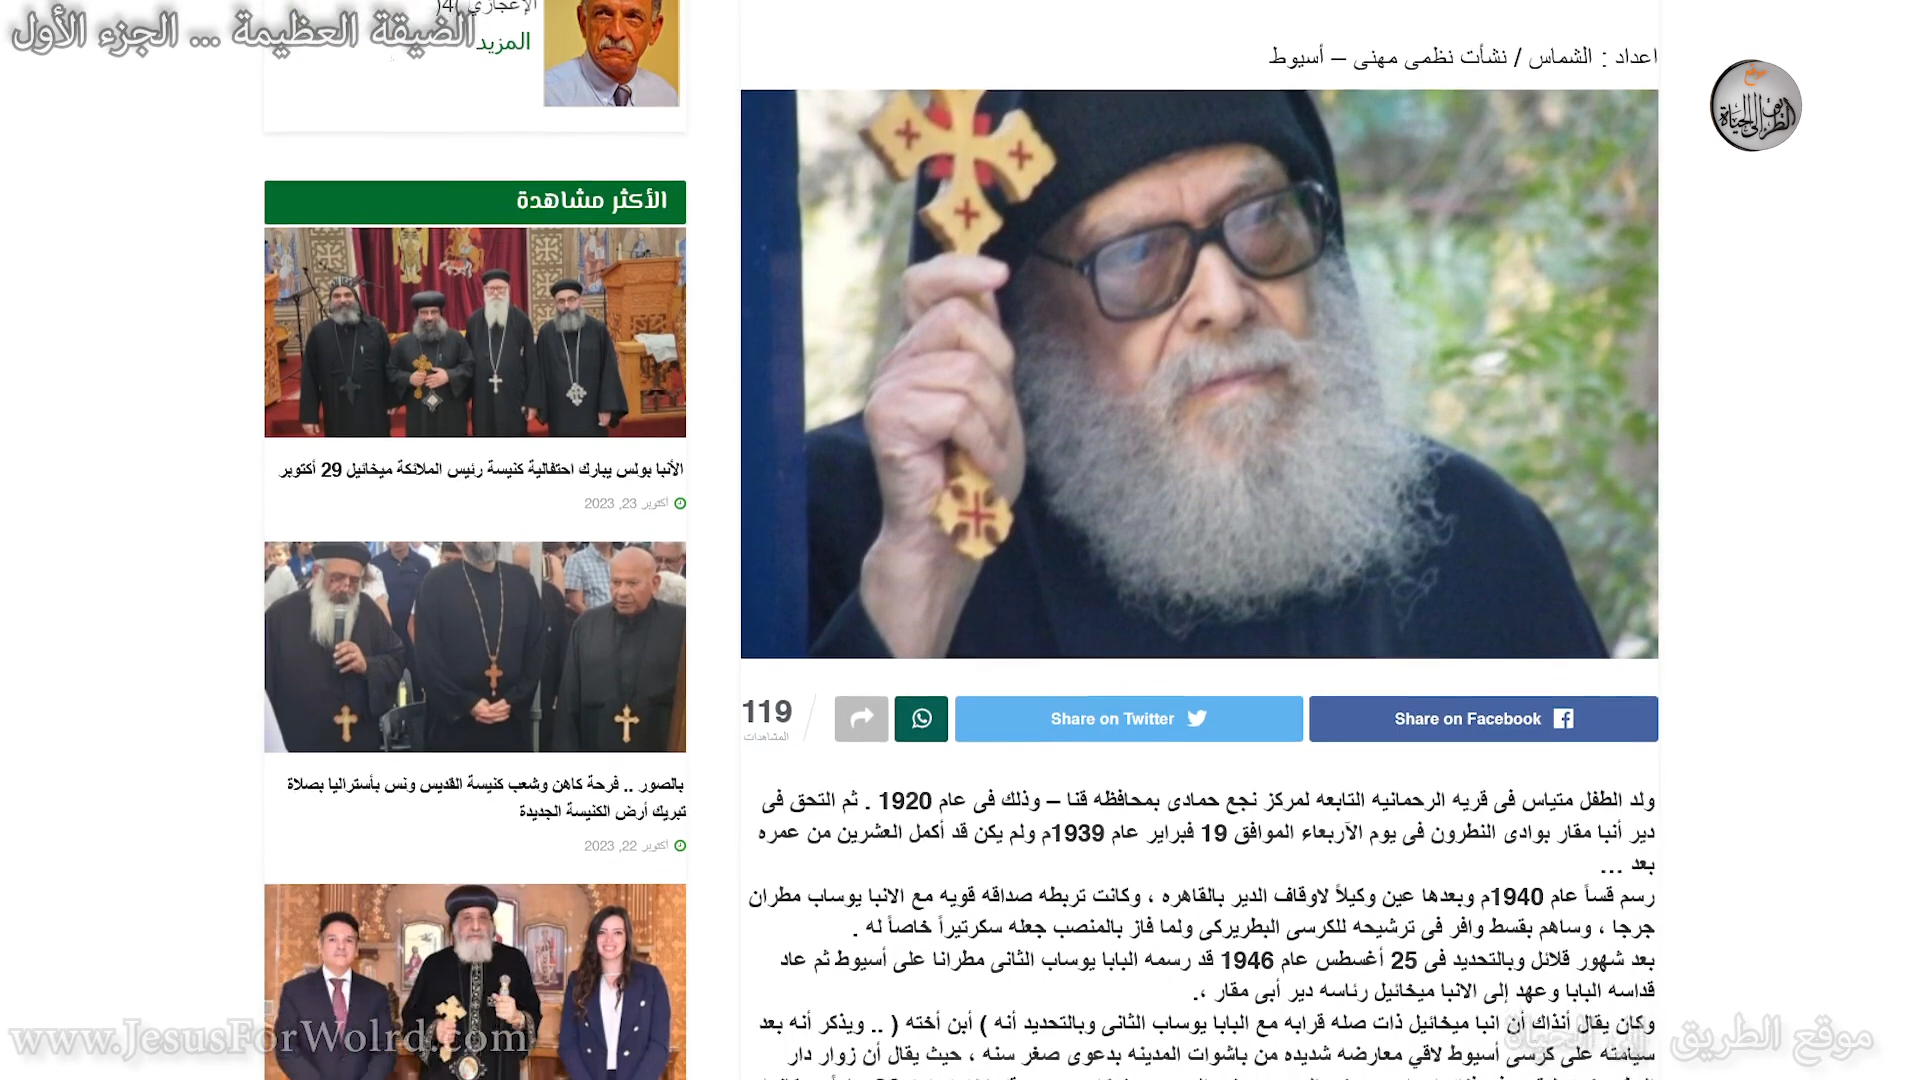 الضيقة العظيمة ... الجزء الأول
الإعجازي )4(
المزيد
موقع
الطريق إلى الحياة
اعداد : الشماس / نشأت نظمى مهنى – أسيوط
الأكثر مشاهدة
الأنبا بولس يبارك احتفالية كنيسة رئيس الملائكة ميخائيل 29 أكتوبر
أكتوبر 23, 2023
بالصور .. فرحة كاهن وشعب كنيسة القديس ونس بأستراليا بصلاة
تبريك أرض الكنيسة الجديدة
أكتوبر 22, 2023
119
المشاهدات
Share on Twitter
Share on Facebook
ولد الطفل متياس فى قريه الرحمانيه التابعه لمركز نجع حمادى بمحافظه قنا – وذلك فى عام 1920 . ثم التحق فى
دير أنبا مقار بوادى النطرون فى يوم الآربعاء الموافق 19 فبراير عام 1939م ولم يكن قد أكمل العشرين من عمره
بعد …
رسم قساً عام 1940م وبعدها عين وكيلاً لاوقاف الدير بالقاهره ، وكانت تربطه صداقه قويه مع الانبا يوساب مطران
جرجا ، وساهم بقسط وافر فى ترشيحه للكرسى البطريركى ولما فاز بالمنصب جعله سكرتيراً خاصاً له .
بعد شهور قلائل وبالتحديد فى 25 أغسطس عام 1946 قد رسمه البابا يوساب الثانى مطرانا على أسيوط ثم عاد
قداسه البابا وعهد إلى الانبا ميخائيل رئاسه دير أبى مقار ،.
وكان يقال أنذاك أن انبا ميخائيل ذات صله قرابه مع البابا يوساب الثانى وبالتحديد أنه ) أبن أخته ( .. ويذكر أنه بعد
سيامته على كرسى أسيوط لاقي معارضه شديده من باشوات المدينه بدعوى صغر سنه ، حيث يقال أن زوار دار
www.JesusForWolrd.com
موقع الطريق إلى الحياة